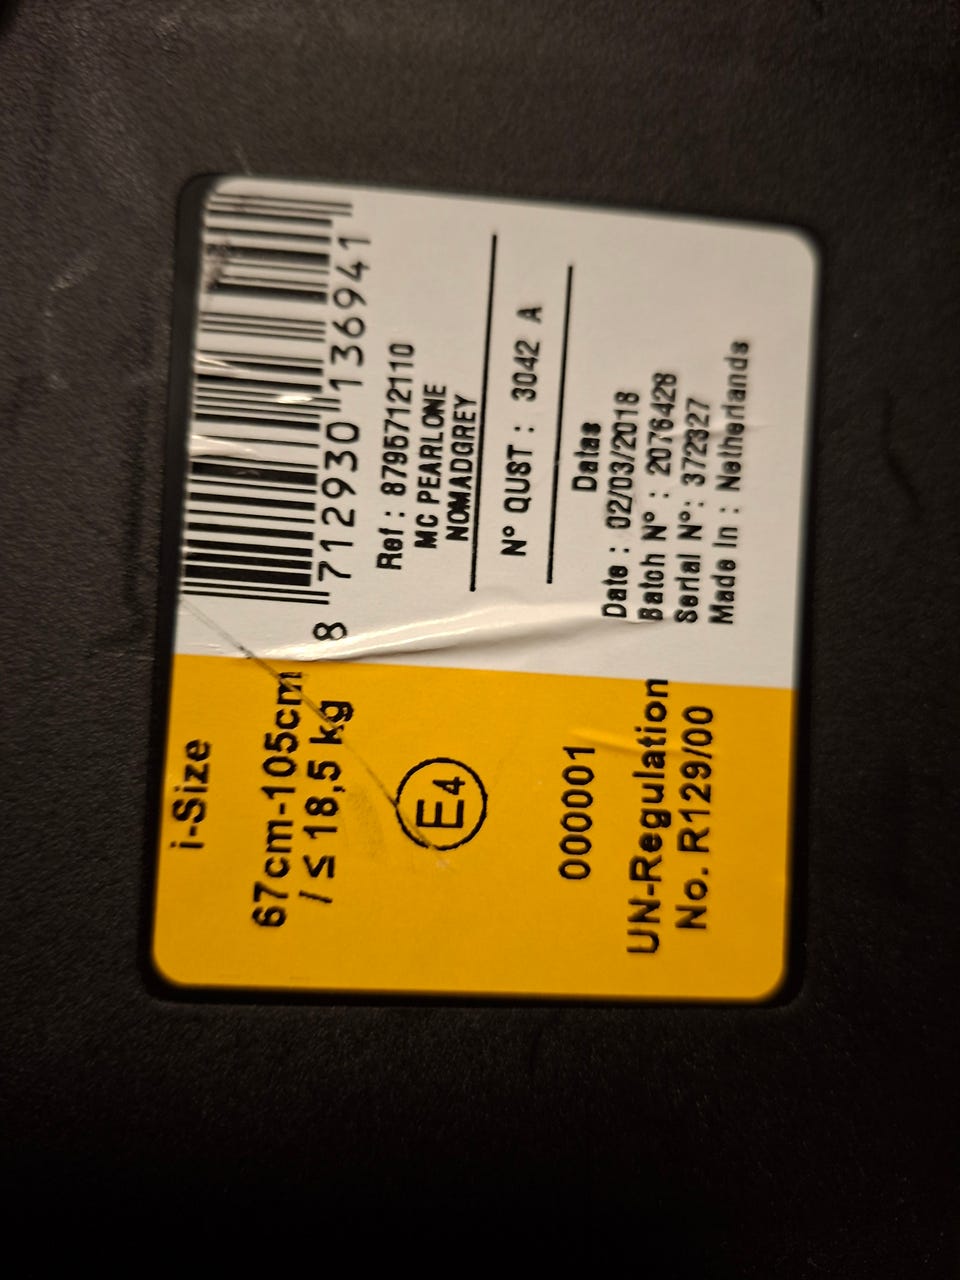 i-Size
67cm-105cm
/ ≤ 18,5 kg
E4
000001
UN-Regulation
No. R129/00
8 712930 136941
Ref : 8795712110
MC PEARLONE
NOMADGREY
N° QUST : 3042 A
Datas
Date : 02/03/2018
Batch N° : 2076428
Serial N° : 372327
Made In : Netherlands